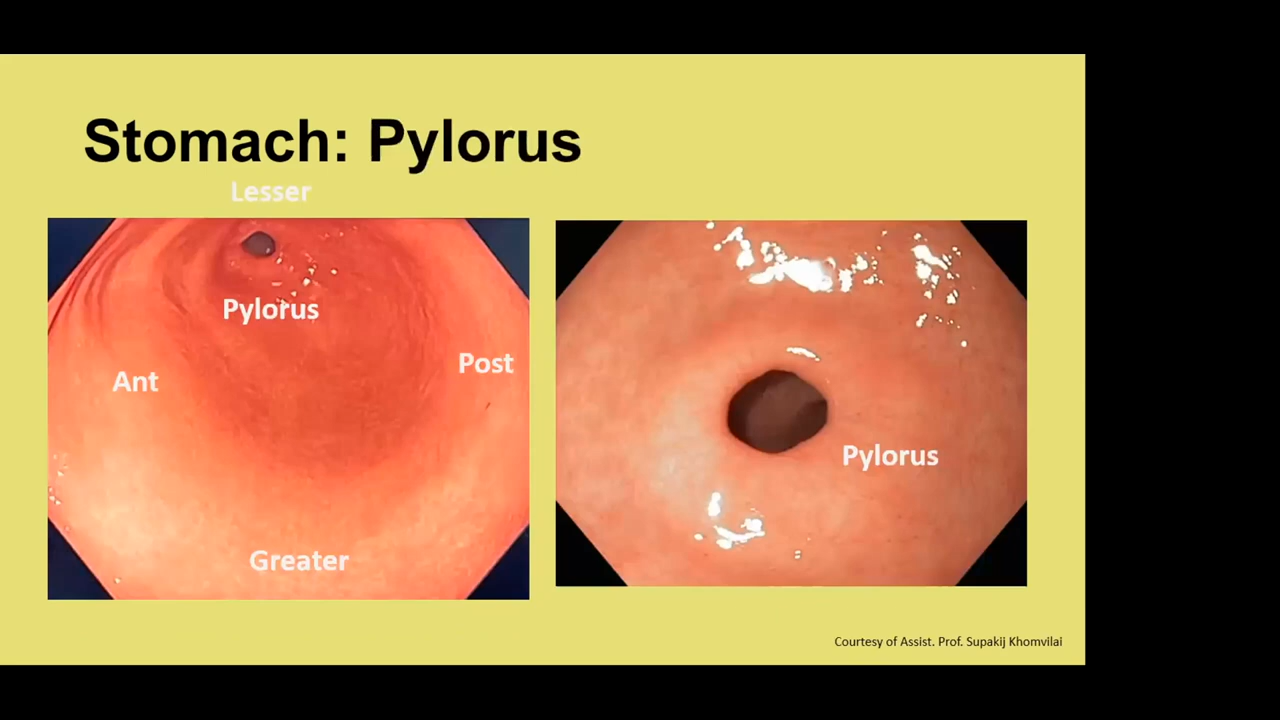 Stomach: Pylorus
Lesser
Pylorus
Ant
Post
Greater
Pylorus
Courtesy of Assist. Prof. Supakij Khomvilai